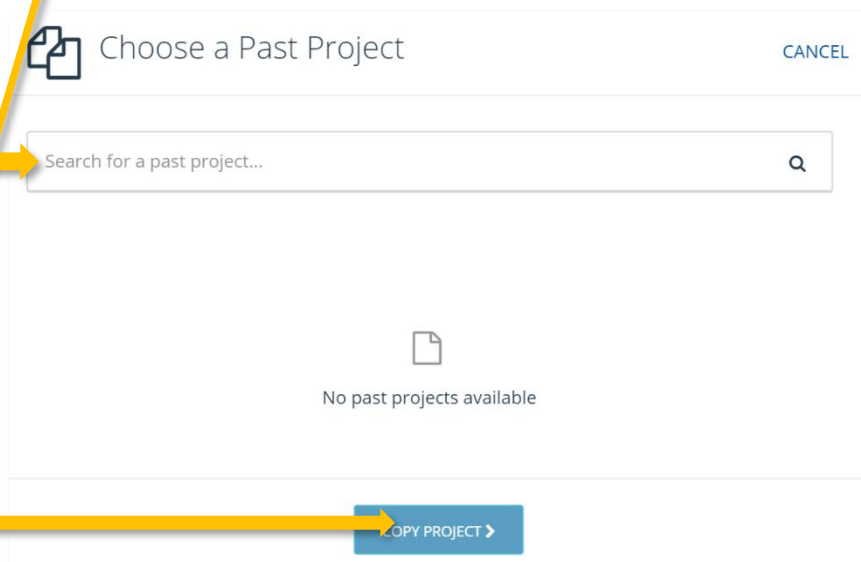 Choose a Past Project
CANCEL
Search for a past project...
No past projects available
COPY PROJECT